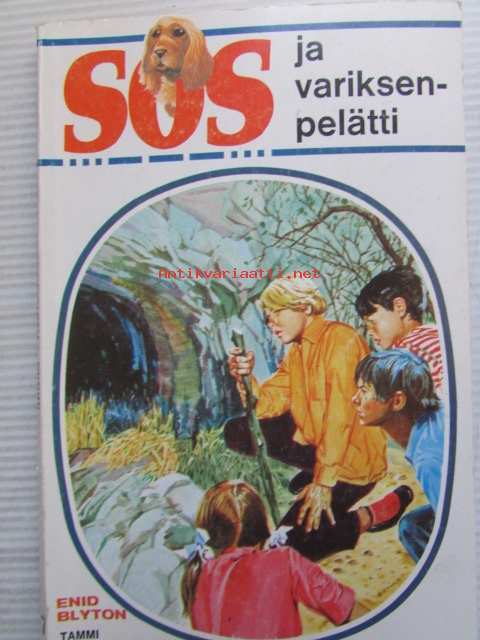 SOS
ja
variksen-
pelätti
Antikvariaatti.net
ENID
BLYTON
TAMMI